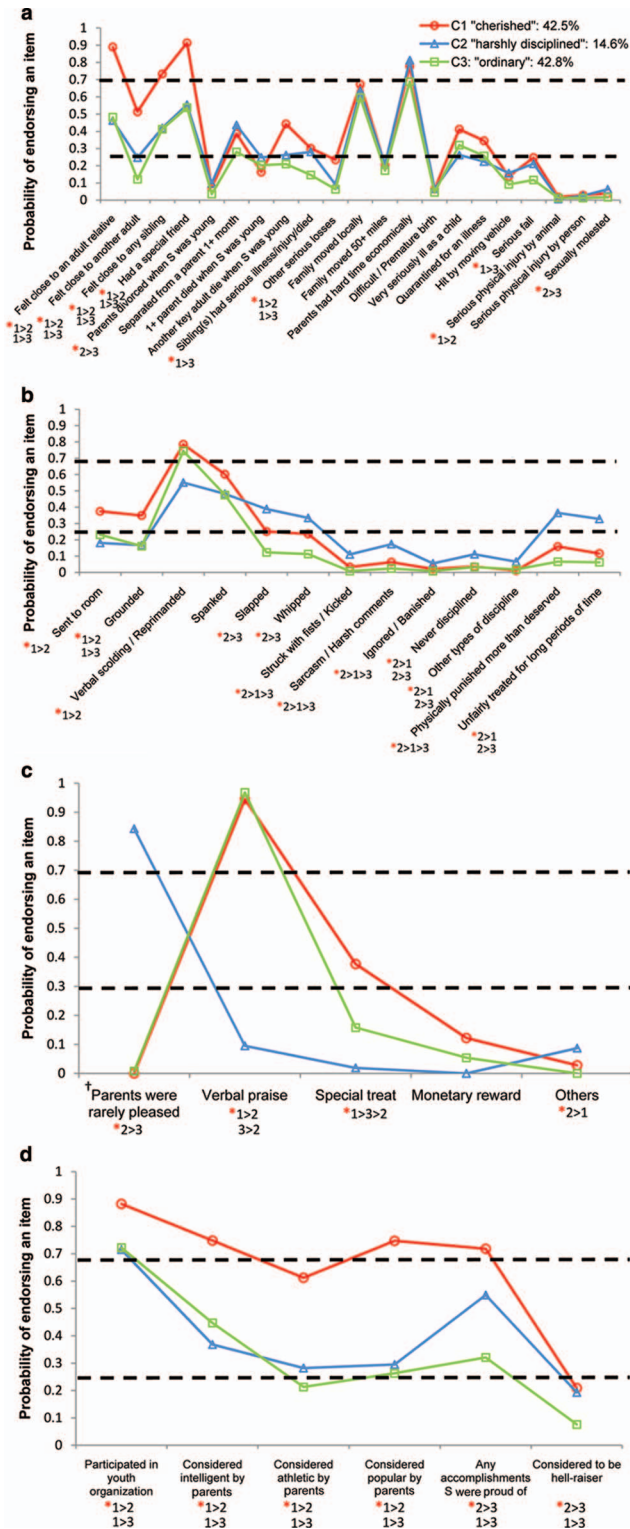 a
C1 "cherished": 42.5%
C2 "harshly disciplined": 14.6%
C3: "ordinary": 42.8%
Probability of endorsing an item
1
0.9
0.8
0.7
0.6
0.5
0.4
0.3
0.2
0.1
0
Felt close to an adult relative
Felt close to another adult
Felt close to any sibling
Had a special friend
Parents divorced when S was young
Separated from a parent 1+ month
1+ parent died when S was young
Another key adult die when S was young
Sibling(s) had serious illness/injury/died
Other serious losses
Family moved locally
Family moved 50+ miles
Parents had hard time economically
Difficult / Premature birth
Very seriously ill as a child
Quarantined for an illness
Hit by moving vehicle
Serious fall
Serious physical injury by animal
Serious physical injury by person
Sexually molested
*1>2
1>3
*1>2
1>3
*1>2
1>3
*1>2
1>3
*2>3
*1>3
*1>2
1>3
*1>2
*1>3
*2>3
b
Probability of endorsing an item
1
0.9
0.8
0.7
0.6
0.5
0.4
0.3
0.2
0.1
0
Sent to room
Grounded
Verbal scolding / Reprimanded
Spanked
Slapped
Whipped
Struck with fists / Kicked
Sarcasm / Harsh comments
Ignored / Banished
Never disciplined
Other types of discipline
Physically punished more than deserved
Unfairly treated for long periods of time
*1>2
*1>2
1>3
*1>2
*2>3
*2>3
*2>1>3
*2>1>3
*2>1>3
*2>1
2>3
*2>1
2>3
*2>1>3
*2>1
2>3
c
Probability of endorsing an item
1
0.9
0.8
0.7
0.6
0.5
0.4
0.3
0.2
0.1
0
†Parents were
rarely pleased
*2>3
Verbal praise
*1>2
3>2
Special treat
*1>3>2
Monetary reward
Others
*2>1
d
Probability of endorsing an item
1
0.9
0.8
0.7
0.6
0.5
0.4
0.3
0.2
0.1
0
Participated in
youth
organization
*1>2
1>3
Considered
intelligent by
parents
*1>2
1>3
Considered
athletic by
parents
*1>2
1>3
Considered
popular by
parents
*1>2
1>3
Any
accomplishments
S were proud of
*2>3
1>3
Considered to be
hell-raiser
*2>3
1>3